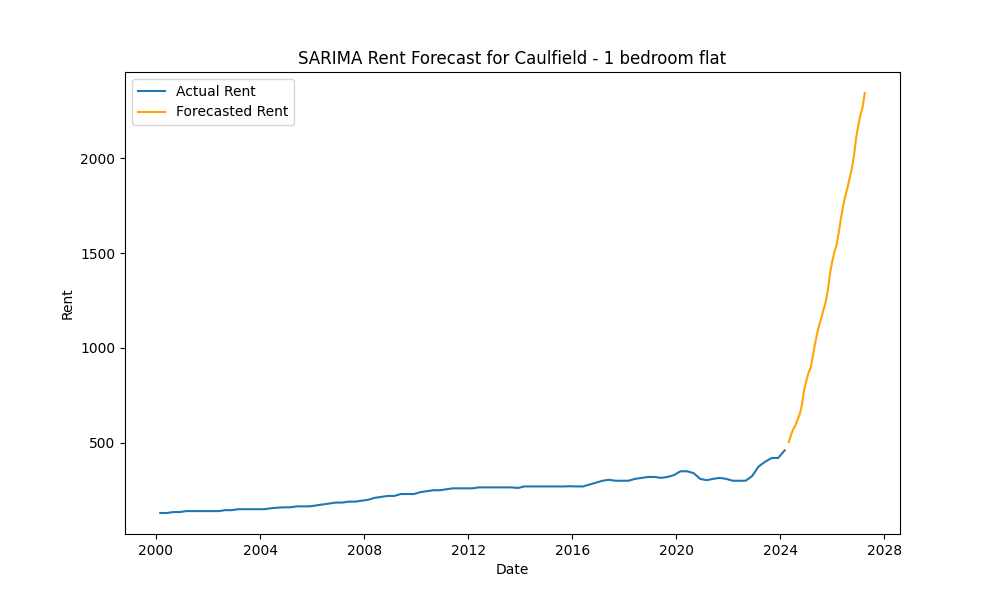 SARIMA Rent Forecast for Caulfield - 1 bedroom flat
Actual Rent
Forecasted Rent
2000
1500
1000
500
Rent
2000 2004 2008 2012 2016 2020 2024 2028
Date